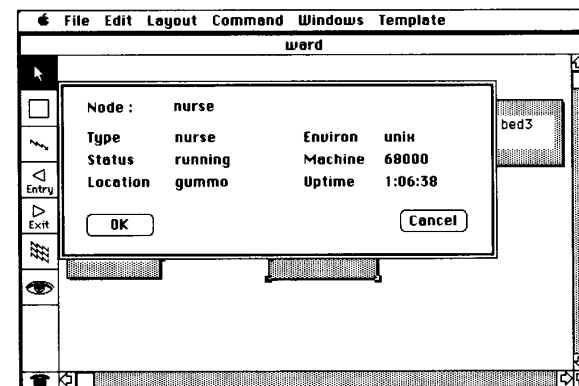 File Edit Layout Command Windows Template
ward
Node : nurse
Type nurse Environ unix
Status running Machine 68000
Location gummo Uptime 1:06:38
OK Cancel
bed3
Entry
Exit